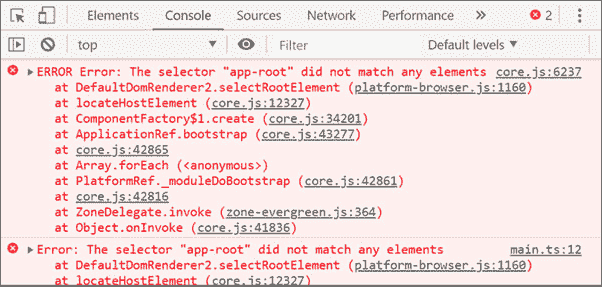 Elements Console Sources Network Performance » 2
top Filter Default levels
ERROR Error: The selector "app-root" did not match any elements core.js:6237
at DefaultDomRenderer2.selectRootElement (platform-browser.js:1160)
at locateHostElement (core.js:12327)
at ComponentFactory$1.create (core.js:34201)
at ApplicationRef.bootstrap (core.js:43277)
at core.js:42865
at Array.forEach (<anonymous>)
at PlatformRef._moduleDoBootstrap (core.js:42861)
at core.js:42816
at ZoneDelegate.invoke (zone-evergreen.js:364)
at Object.onInvoke (core.js:41836)
Error: The selector "app-root" did not match any elements main.ts:12
at DefaultDomRenderer2.selectRootElement (platform-browser.js:1160)
at locateHostElement (core.js:12327)